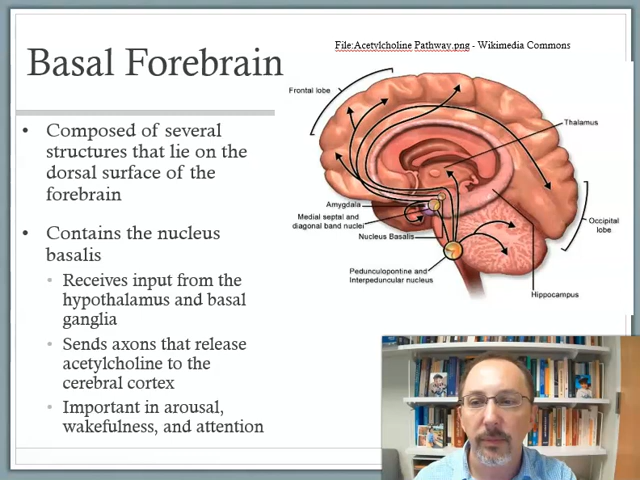 File:Acetylcholine Pathway.png - Wikimedia Commons
Basal Forebrain
• Composed of several
structures that lie on the
dorsal surface of the
forebrain
• Contains the nucleus
basalis
• Receives input from the
hypothalamus and basal
ganglia
• Sends axons that release
acetylcholine to the
cerebral cortex
• Important in arousal,
wakefulness, and attention
Frontal lobe
Thalamus
Amygdala
Medial septal and
diagonal band nuclei
Nucleus Basalis
Occipital
lobe
Pedunculopontine and
Interpeduncular nucleus
Hippocampus